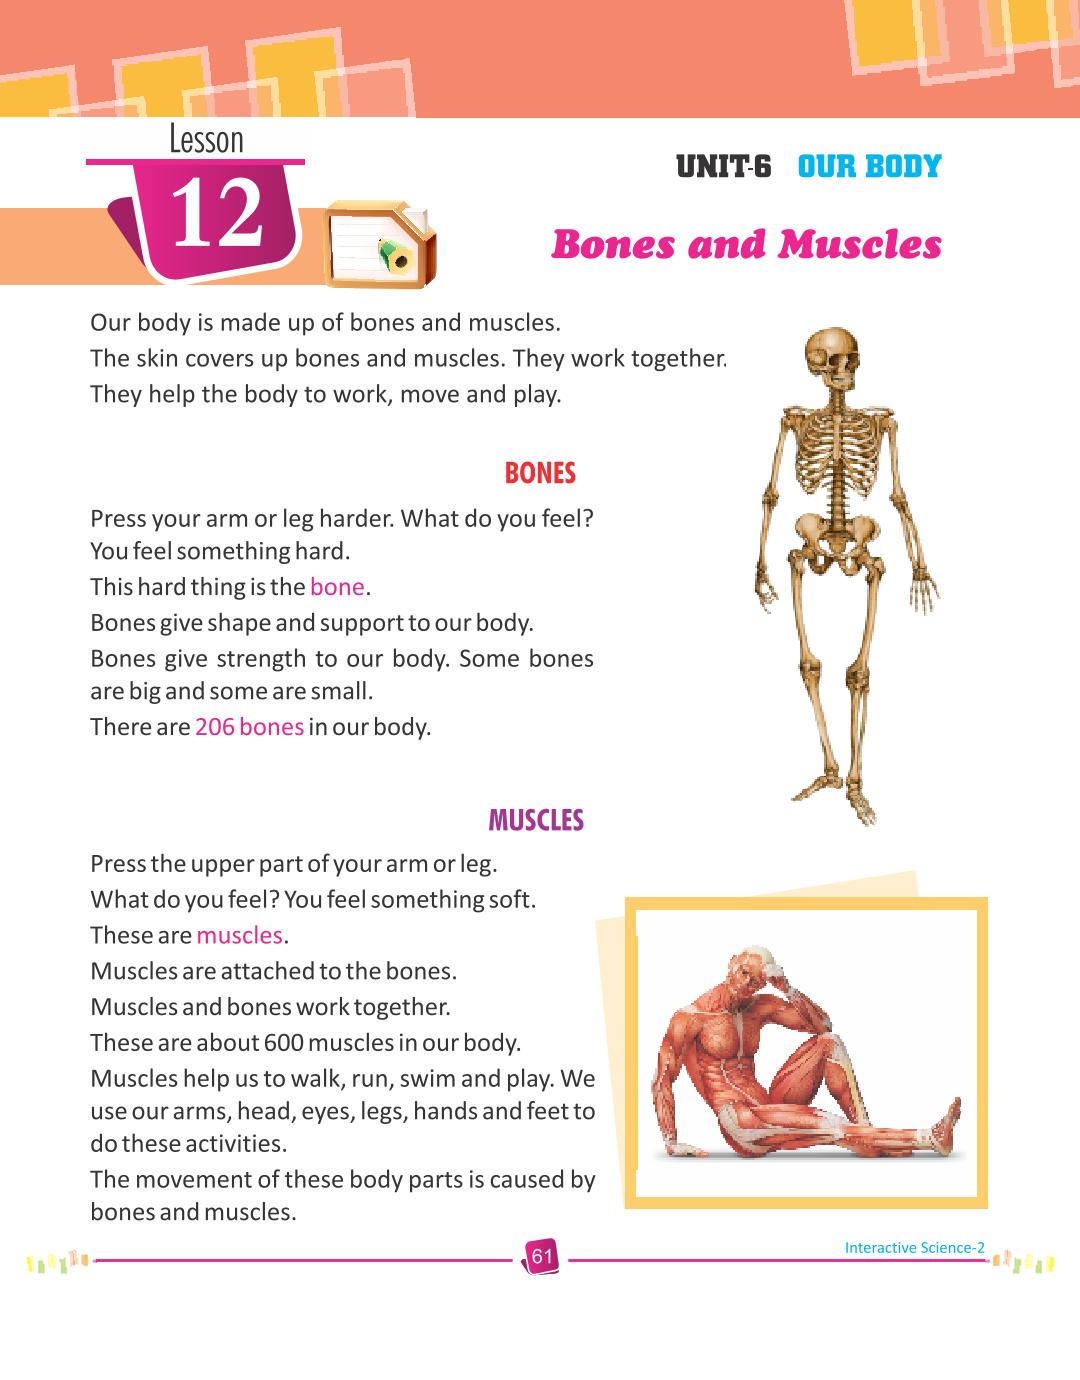 Lesson
12
UNIT-6 OUR BODY
Bones and Muscles
Our body is made up of bones and muscles.
The skin covers up bones and muscles. They work together.
They help the body to work, move and play.
BONES
Press your arm or leg harder. What do you feel?
You feel something hard.
This hard thing is the bone.
Bones give shape and support to our body.
Bones give strength to our body. Some bones
are big and some are small.
There are 206 bones in our body.
MUSCLES
Press the upper part of your arm or leg.
What do you feel? You feel something soft.
These are muscles.
Muscles are attached to the bones.
Muscles and bones work together.
These are about 600 muscles in our body.
Muscles help us to walk, run, swim and play. We
use our arms, head, eyes, legs, hands and feet to
do these activities.
The movement of these body parts is caused by
bones and muscles.
61
Interactive Science-2